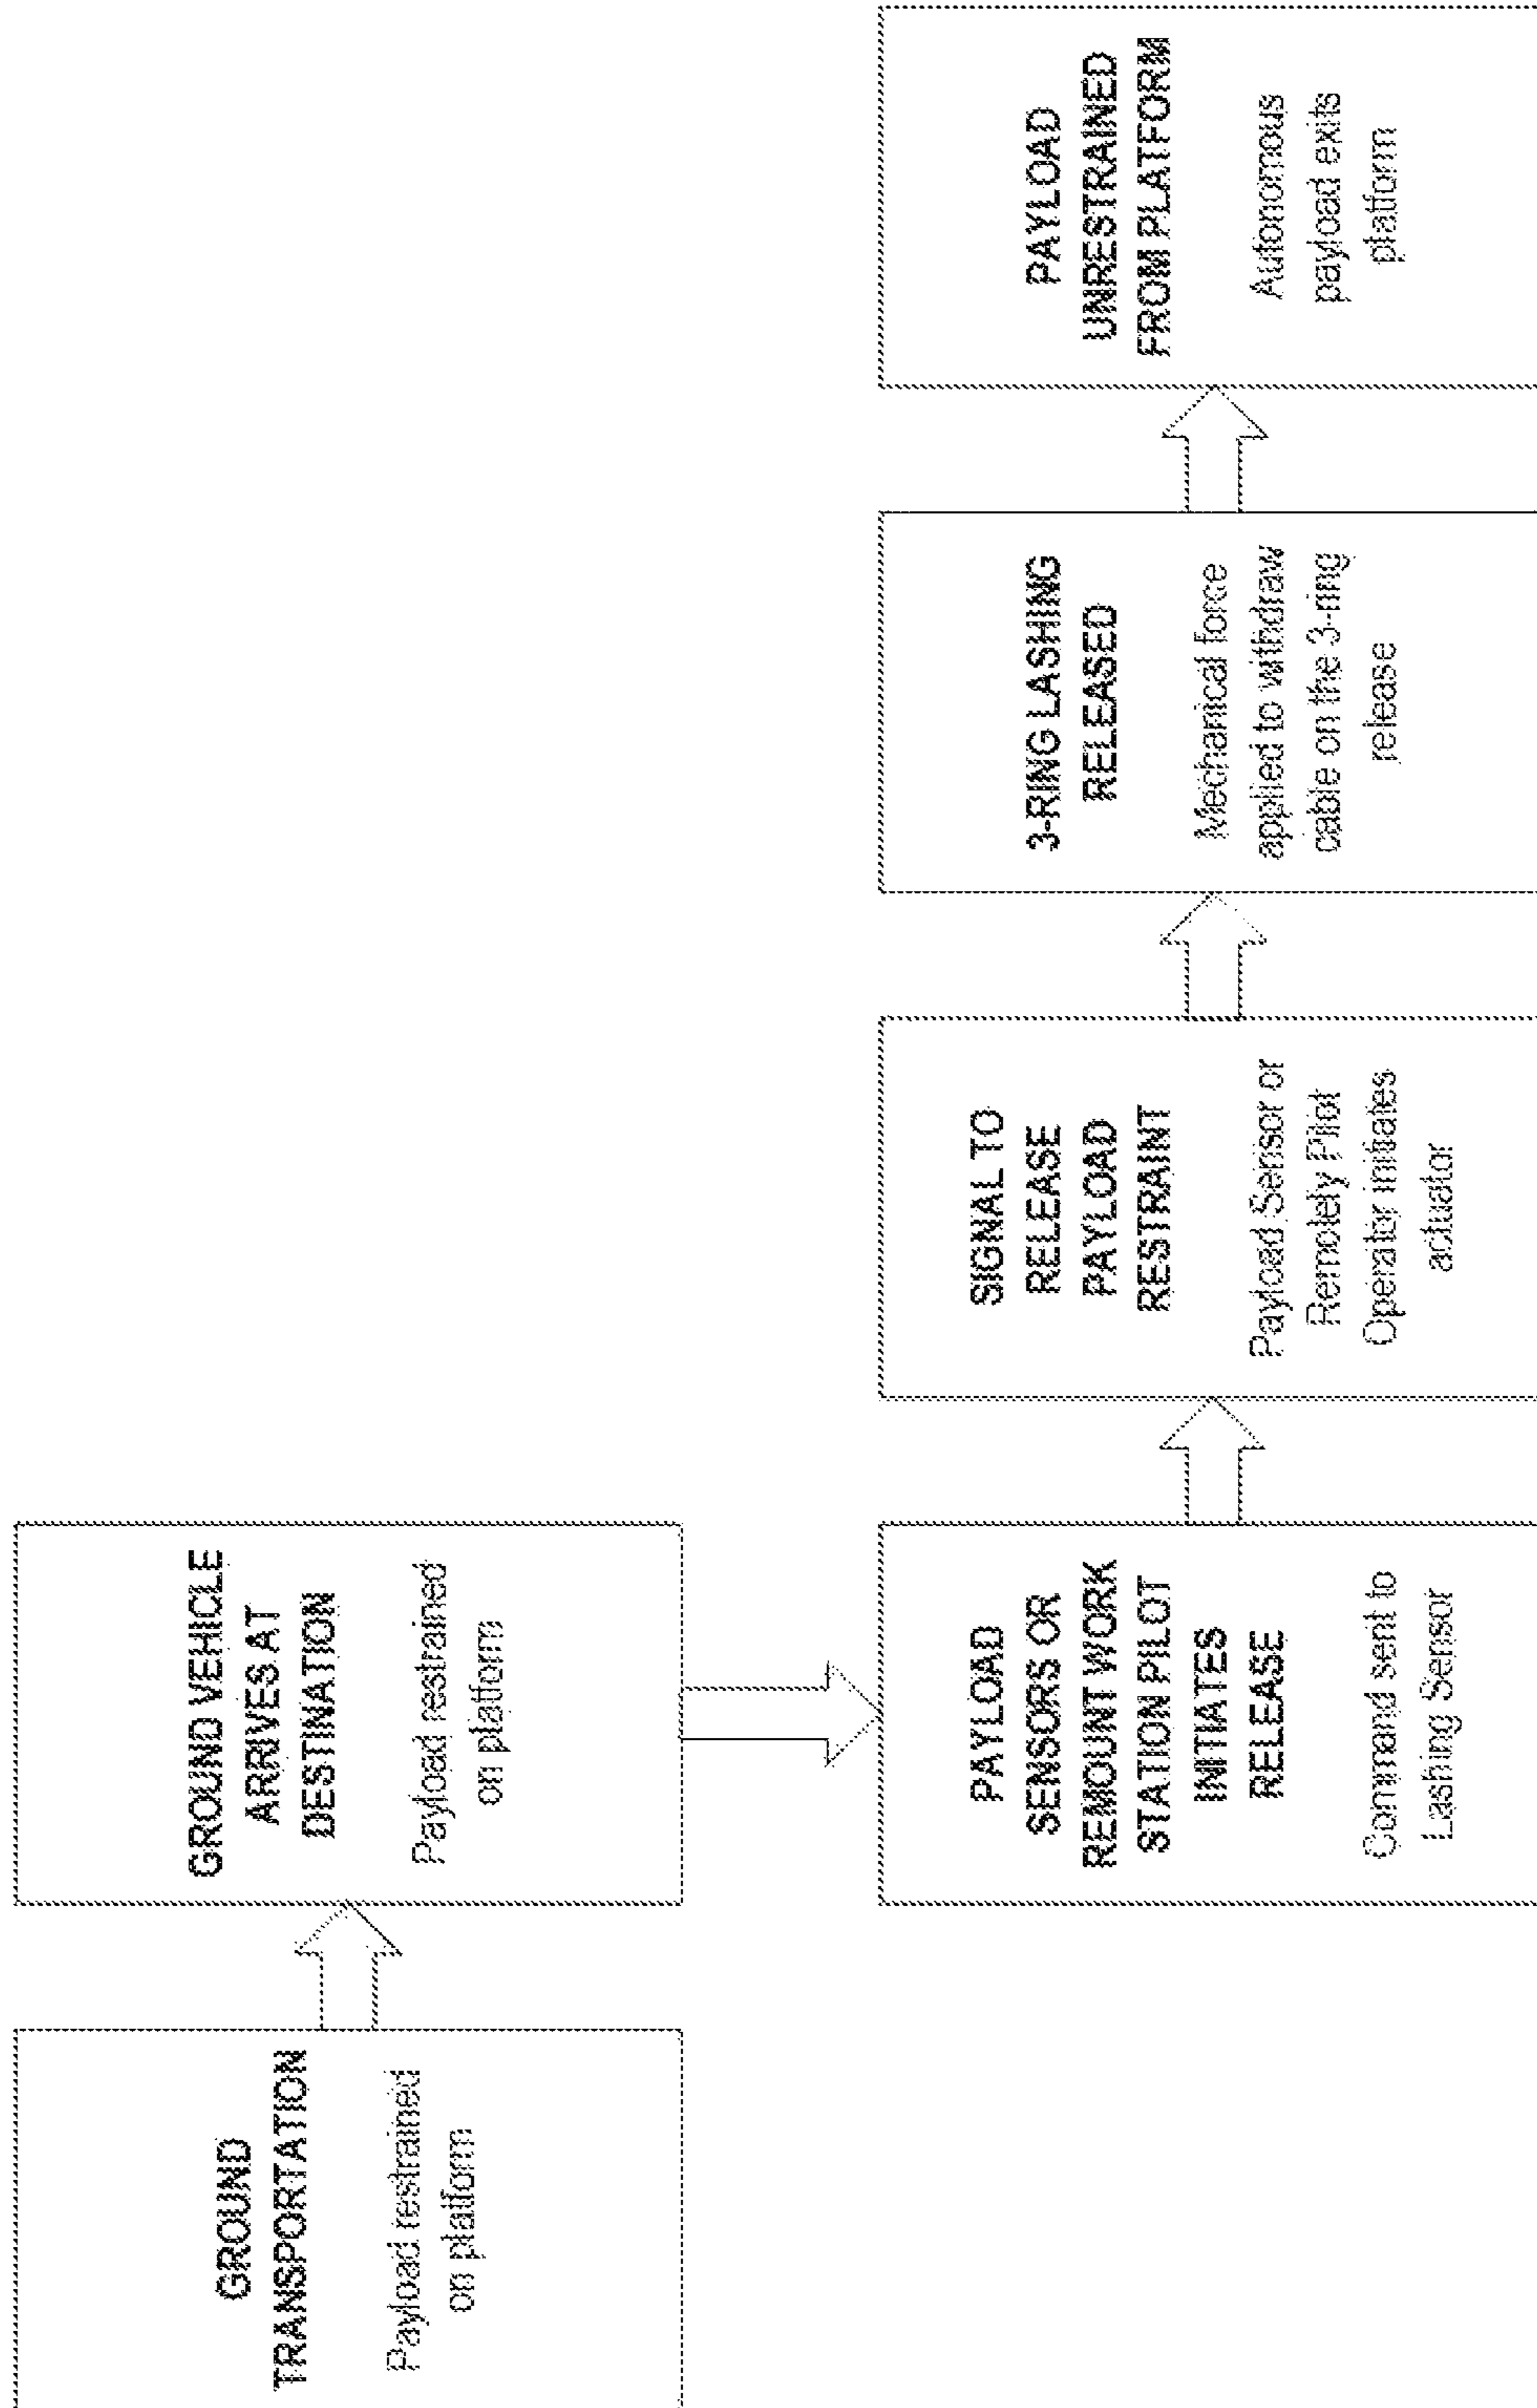 GROUND
TRANSPORTATION
Payload restrained
on platform
GROUND VEHICLE
ARRIVES AT
DESTINATION
Payload restrained
on platform
PAYLOAD
SENSORS OR
REMOUNT WORK
STATION PILOT
INITIATES
RELEASE
Command sent to
Lashing Sensor
SIGNAL TO
RELEASE
PAYLOAD
RESTRAINT
Payload Sensor or
Remotely Pilot
Operator initiates
actuator
3-RING LASHING
RELEASED
Mechanical force
applied to withdraw
cable on the 3-ring
release
PAYLOAD
UNRESTRAINED
FROM PLATFORM
Autonomous
payload exits
platform